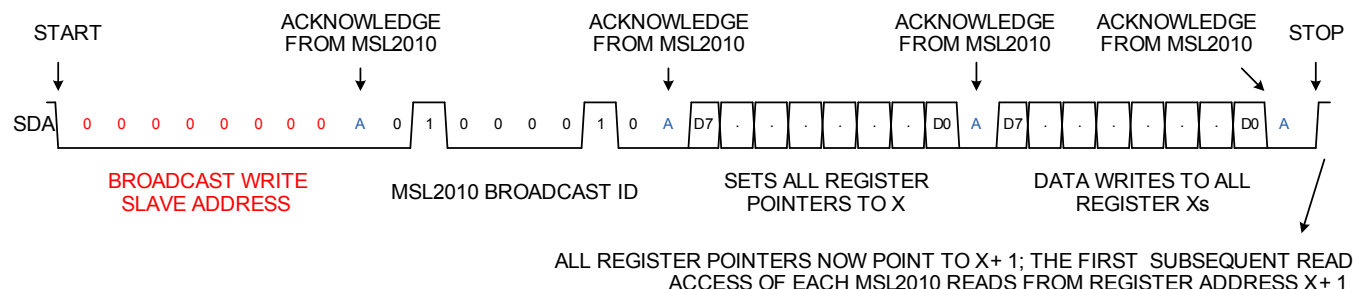 START
ACKNOWLEDGE
FROM MSL2010
ACKNOWLEDGE
FROM MSL2010
ACKNOWLEDGE
FROM MSL2010
ACKNOWLEDGE
FROM MSL2010
STOP
SDA 0 0 0 0 0 0 0 0 A 0 1 0 0 0 0 1 0 A D7 . . . . . . D0 A D7 . . . . . . D0 A
BROADCAST WRITE
SLAVE ADDRESS
MSL2010 BROADCAST ID
SETS ALL REGISTER
POINTERS TO X
DATA WRITES TO ALL
REGISTER Xs
ALL REGISTER POINTERS NOW POINT TO X+ 1; THE FIRST SUBSEQUENT READ
ACCESS OF EACH MSL2010 READS FROM REGISTER ADDRESS X+ 1